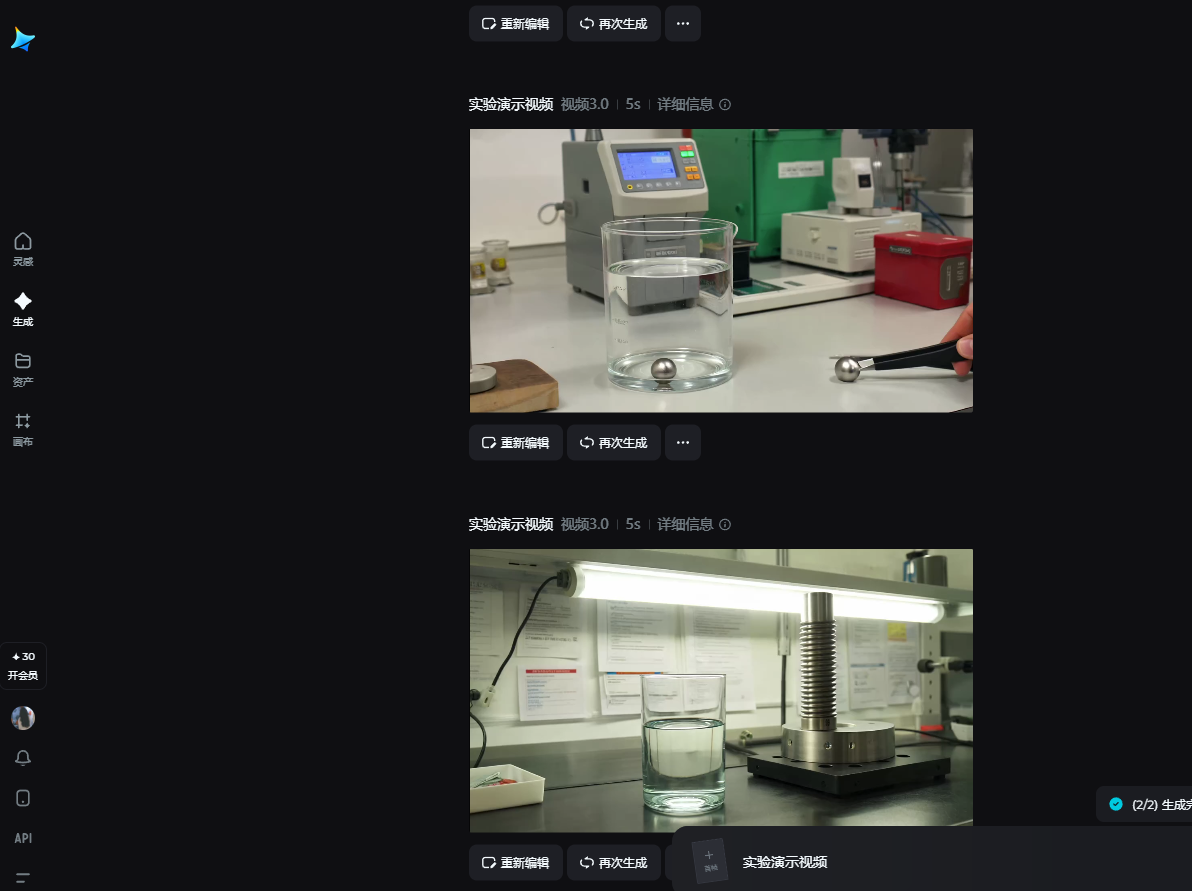 重新编辑
再次生成
实验演示视频 视频3.0 | 5s | 详细信息
灵感
生成
资产
画布
重新编辑
再次生成
实验演示视频 视频3.0 | 5s | 详细信息
30
开会员
API
(2/2) 生成完
重新编辑
再次生成
实验演示视频